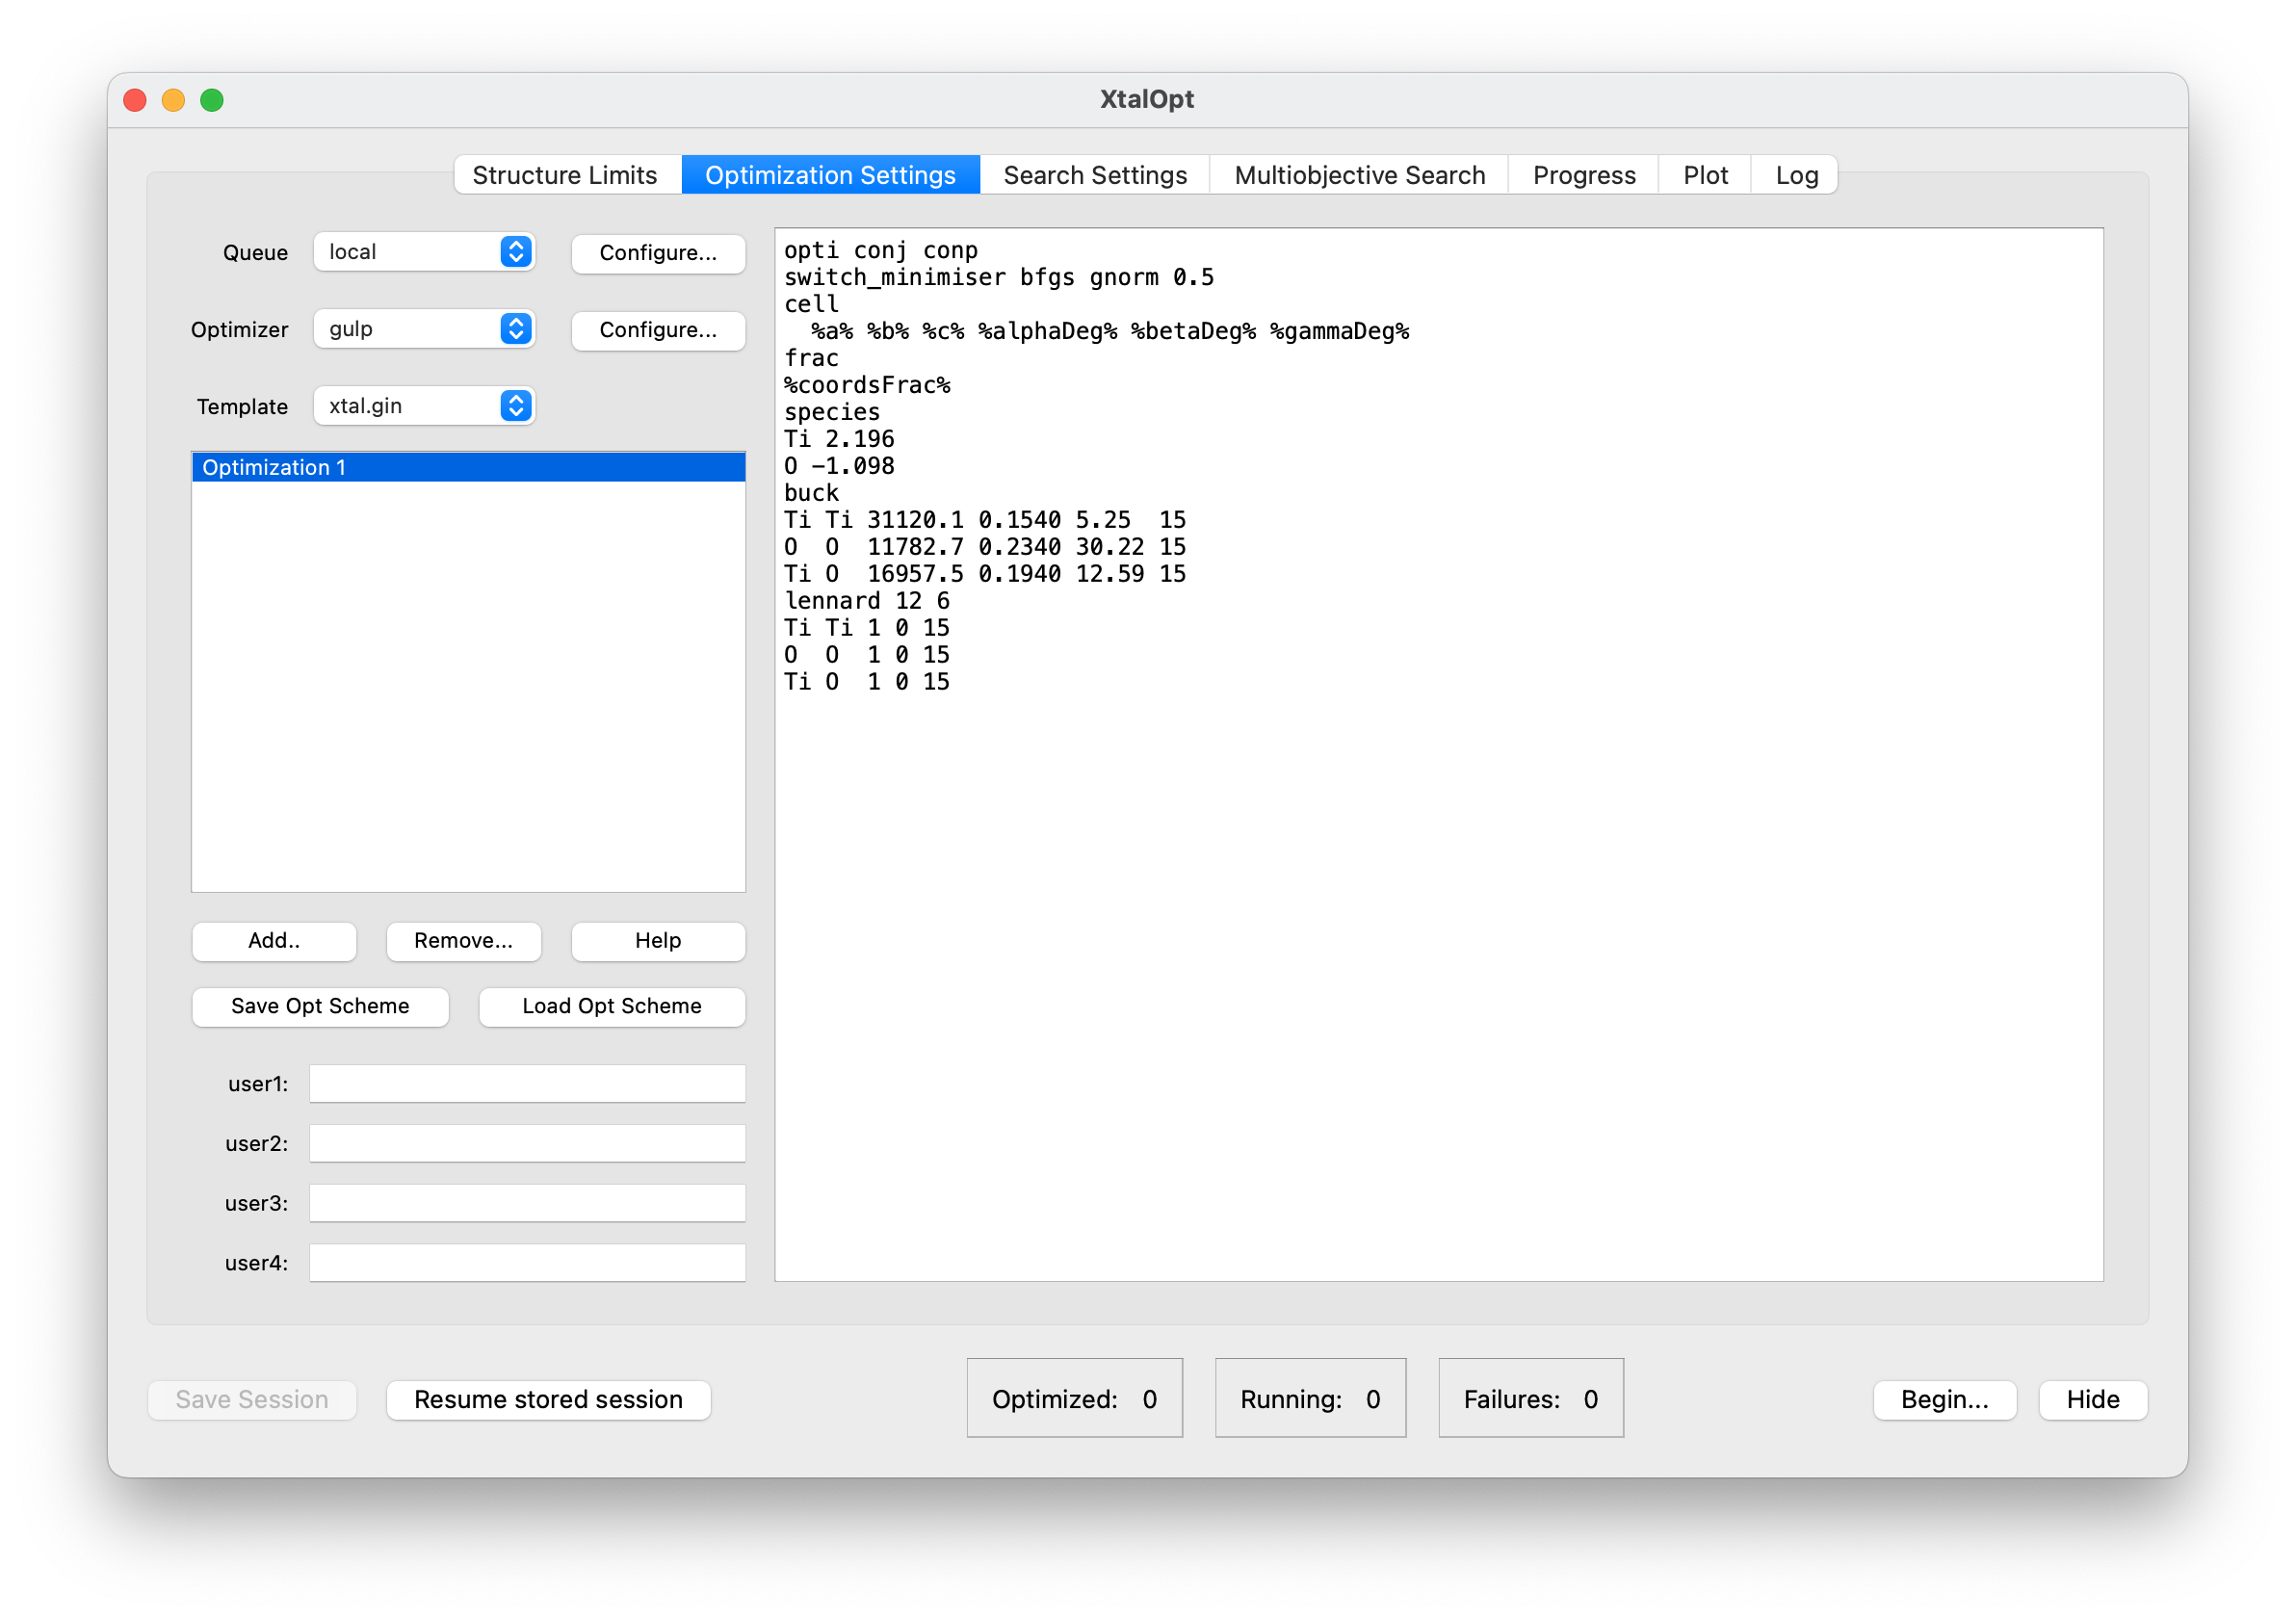 XtalOpt
Structure Limits Optimization Settings Search Settings Multiobjective Search Progress Plot Log
Queue local Configure...
Optimizer gulp Configure...
Template xtal.gin
Optimization 1
Add.. Remove... Help
Save Opt Scheme Load Opt Scheme
user1:
user2:
user3:
user4:
opti conj conp
switch_minimiser bfgs gnorm 0.5
cell
  %a% %b% %c% %alphaDeg% %betaDeg% %gammaDeg%
frac
%coordsFrac%
species
Ti 2.196
O -1.098
buck
Ti Ti 31120.1 0.1540 5.25  15
O  O  11782.7 0.2340 30.22 15
Ti O  16957.5 0.1940 12.59 15
lennard 12 6
Ti Ti 1 0 15
O  O  1 0 15
Ti O  1 0 15
Save Session Resume stored session Optimized: 0 Running: 0 Failures: 0 Begin... Hide